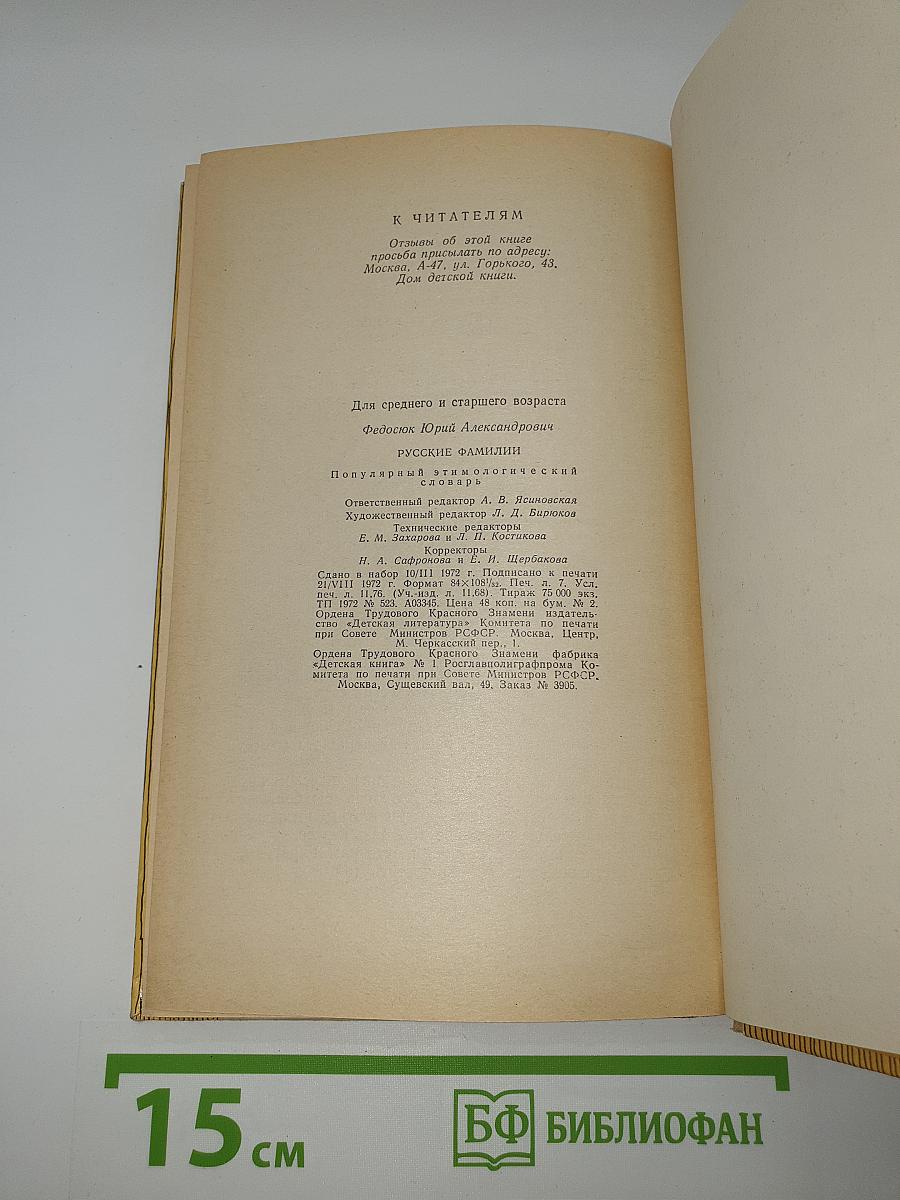 К ЧИТАТЕЛЯМ
Отзывы об этой книге
просьба присылать по адресу:
Москва, А-47, ул. Горького, 43.
Дом детской книги.
Для среднего и старшего возраста
Федосюк Юрий Александрович
РУССКИЕ ФАМИЛИИ
Популярный этимологический
словарь
Ответственный редактор А. В. Ясиновская
Художественный редактор Л. Д. Бирюков
Технические редакторы
Е. М. Захарова и Л. П. Костикова
Корректоры
Н. А. Сафронова и Е. И. Щербакова
Сдано в набор 10/III 1972 г. Подписано к печати
21/VIII 1972 г. Формат 84×108¹/₃₂. Печ. л. 7. Усл.
печ. л. 11,76. (Уч.-изд. л. 11,68). Тираж 75 000 экз.
ТП 1972 № 523. А03345. Цена 48 коп. на бум. № 2.
Ордена Трудового Красного Знамени издатель-
ство «Детская литература» Комитета по печати
при Совете Министров РСФСР. Москва, Центр,
М. Черкасский пер., 1.
Ордена Трудового Красного Знамени фабрика
«Детская книга» № 1 Росглавполиграфпрома Ко-
митета по печати при Совете Министров РСФСР.
Москва, Сущевский вал, 49. Заказ № 3905.
15 см
БФ БИБЛИОФАН